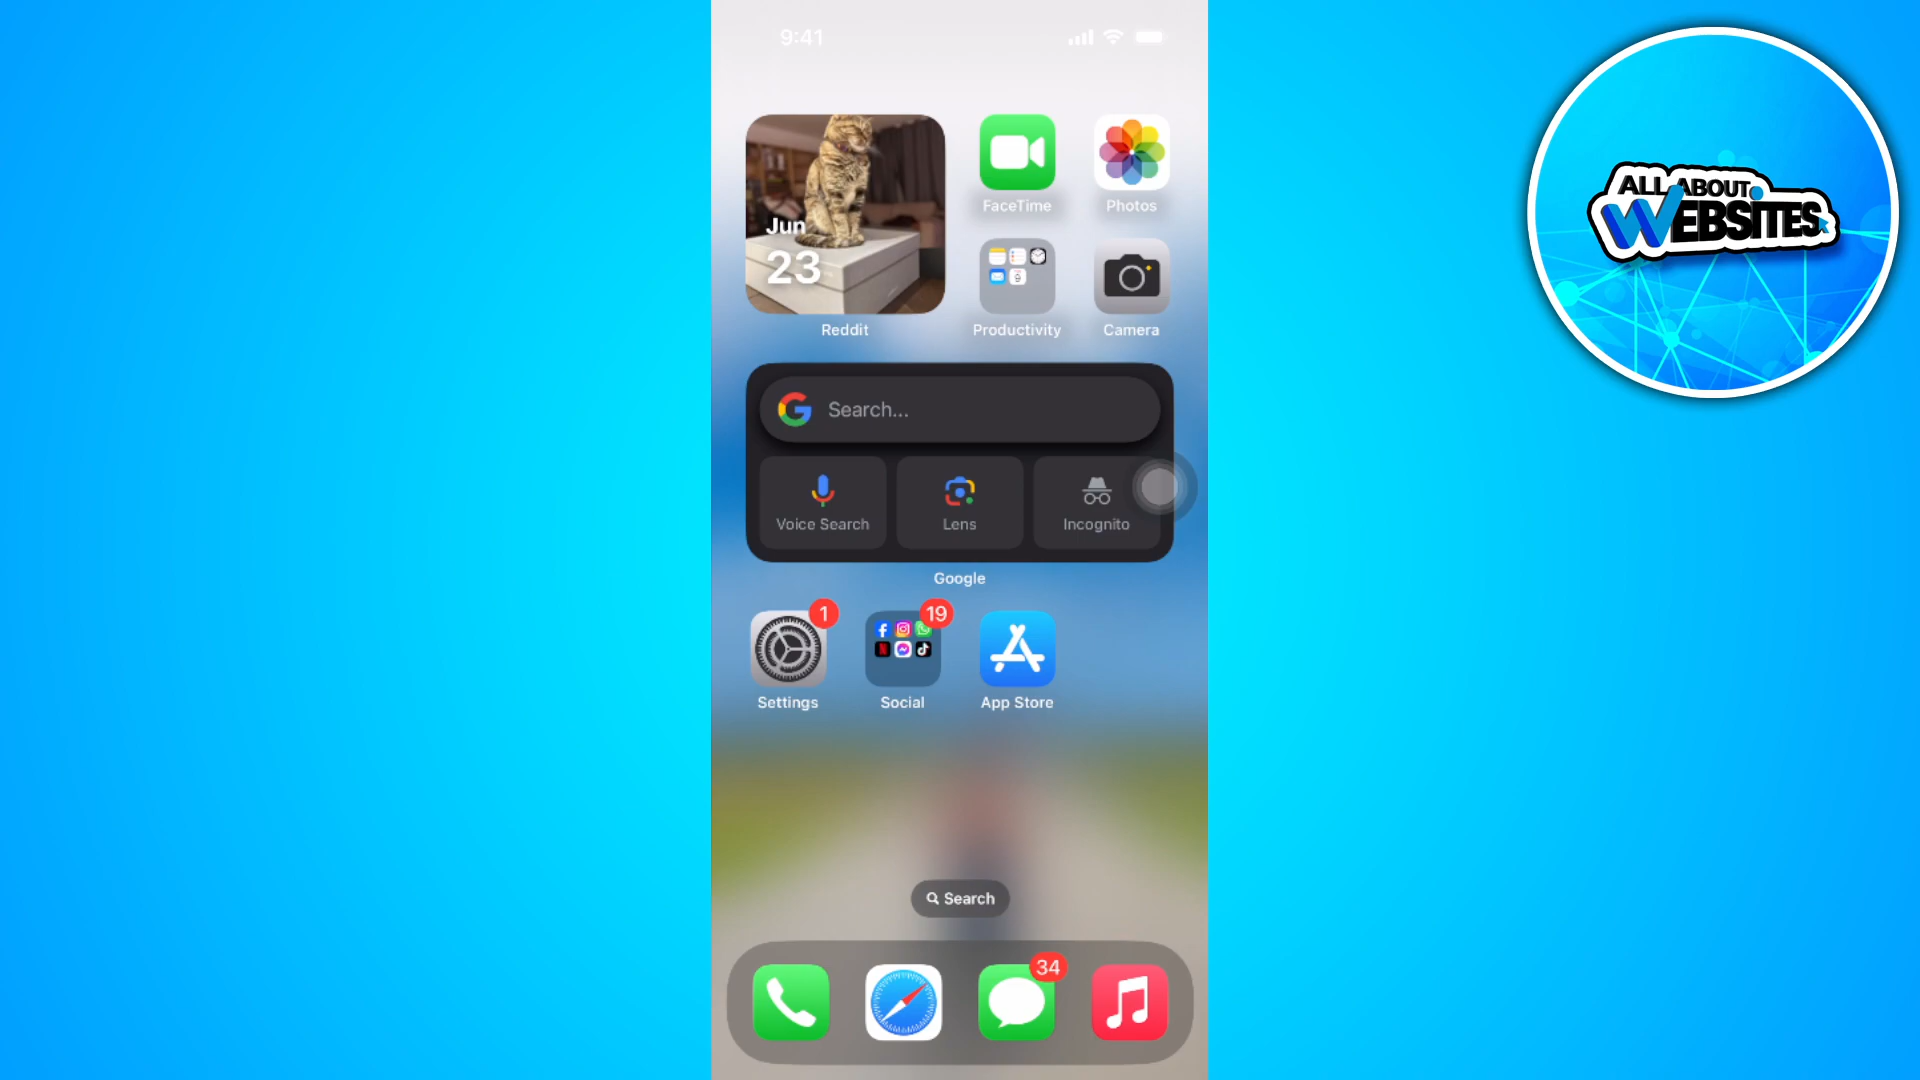 9:41
ALL ABOUT
WEBSITES
FaceTime
Photos
Jun
23
Reddit
Productivity
Camera
Search...
Voice Search
Lens
Incognito
Google
1
19
Settings
Social
App Store
Search
34